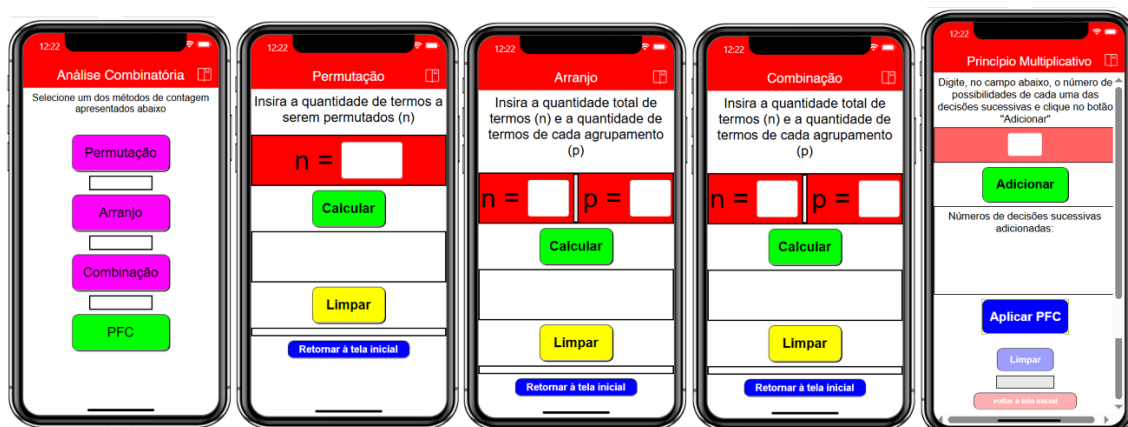 12:22
Análise Combinatória
Selecione um dos métodos de contagem
apresentados abaixo
Permutação
Arranjo
Combinação
PFC
12:22
Permutação
Insira a quantidade de termos a
serem permutados (n)
n =
Calcular
Limpar
Retornar à tela inicial
12:22
Arranjo
Insira a quantidade total de
termos (n) e a quantidade de
termos de cada agrupamento
(p)
n =
p =
Calcular
Limpar
Retornar à tela inicial
12:22
Combinação
Insira a quantidade total de
termos (n) e a quantidade de
termos de cada agrupamento
(p)
n =
p =
Calcular
Limpar
Retornar à tela inicial
12:22
Princípio Multiplicativo
Digite, no campo abaixo, o número de
possibilidades de cada uma das
decisões sucessivas e clique no botão
"Adicionar"
Adicionar
Números de decisões sucessivas
adicionadas:
Aplicar PFC
Limpar
voltar à tela inicial